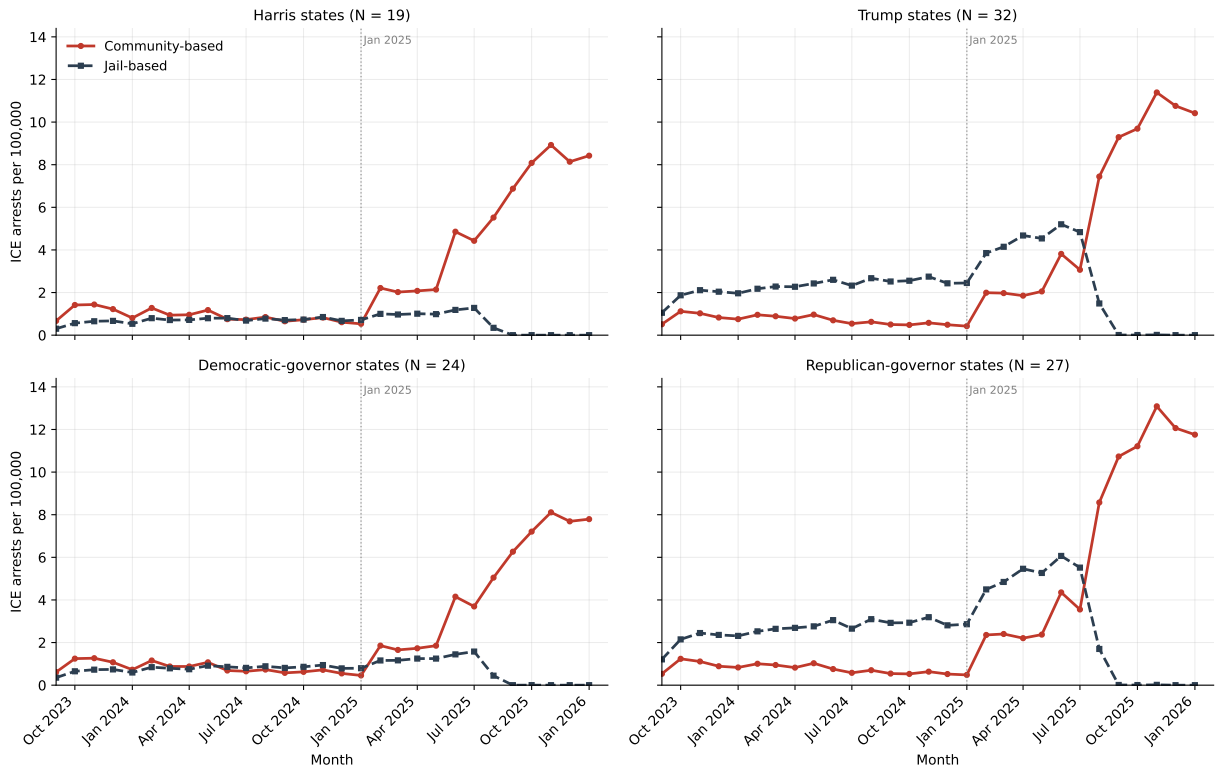 Harris states (N = 19)
Trump states (N = 32)
Community-based
Jail-based
Jan 2025
Jan 2025
ICE arrests per 100,000
14
12
10
8
6
4
2
0
Democratic-governor states (N = 24)
Republican-governor states (N = 27)
Jan 2025
Jan 2025
ICE arrests per 100,000
14
12
10
8
6
4
2
0
Oct 2023
Jan 2024
Apr 2024
Jul 2024
Oct 2024
Jan 2025
Apr 2025
Jul 2025
Oct 2025
Jan 2026
Month
Oct 2023
Jan 2024
Apr 2024
Jul 2024
Oct 2024
Jan 2025
Apr 2025
Jul 2025
Oct 2025
Jan 2026
Month